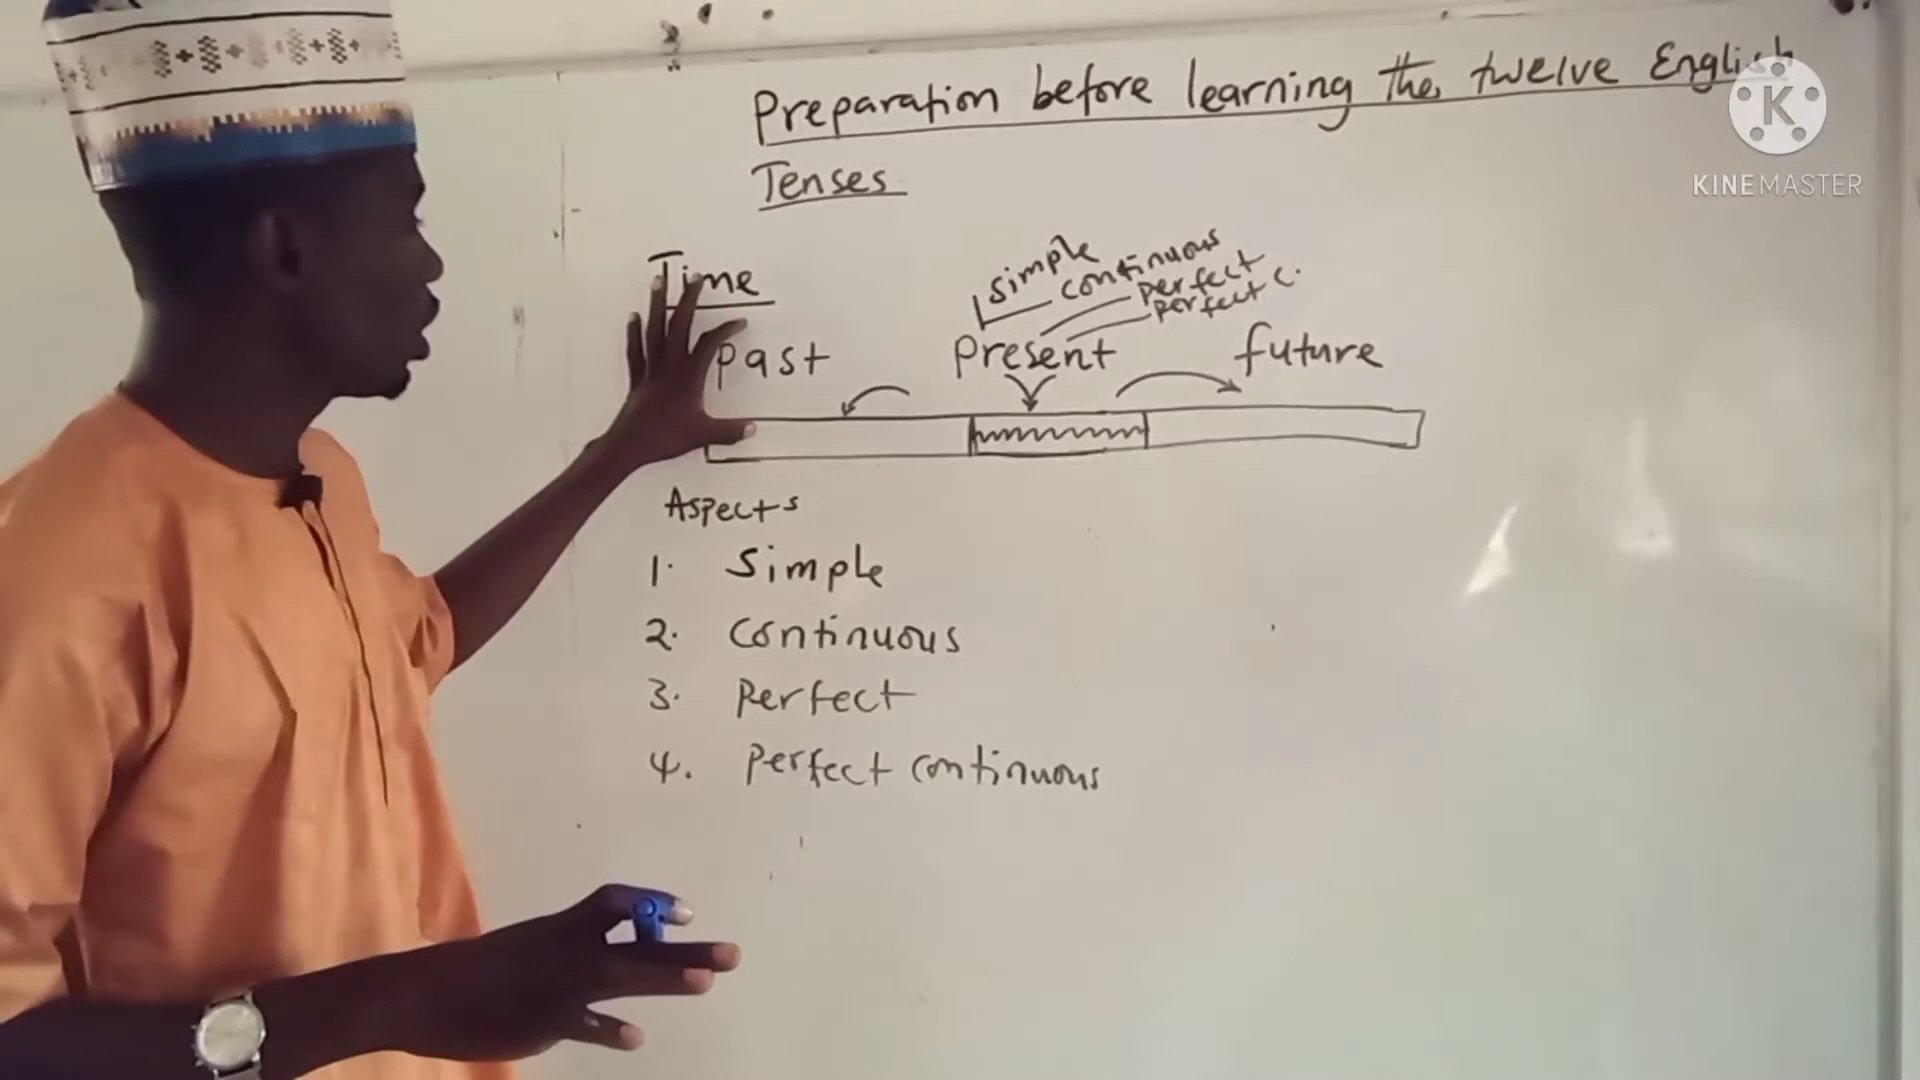 Preparation before learning the twelve English
Tenses
KINEMASTER
Time
simple
continuous
perfect
perfect c.
past present future
Aspects
1. Simple
2. Continuous
3. Perfect
4. Perfect continuous